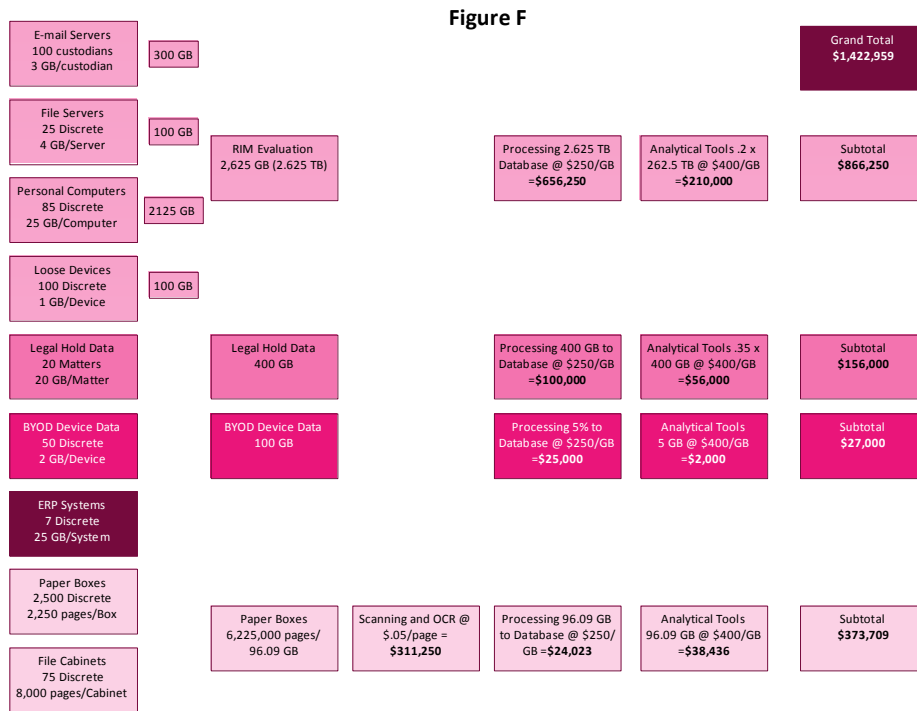 Figure F
E-mail Servers
100 custodians
3 GB/custodian
300 GB
Grand Total
$1,422,959
File Servers
25 Discrete
4 GB/Server
100 GB
RIM Evaluation
2,625 GB (2.625 TB)
Processing 2.625 TB
Database @ $250/GB
=$656,250
Analytical Tools .2 x
262.5 TB @ $400/GB
=$210,000
Subtotal
$866,250
Personal Computers
85 Discrete
25 GB/Computer
2125 GB
Loose Devices
100 Discrete
1 GB/Device
100 GB
Legal Hold Data
20 Matters
20 GB/Matter
Legal Hold Data
400 GB
Processing 400 GB to
Database @ $250/GB
=$100,000
Analytical Tools .35 x
400 GB @ $400/GB
=$56,000
Subtotal
$156,000
BYOD Device Data
50 Discrete
2 GB/Device
BYOD Device Data
100 GB
Processing 5% to
Database @ $250/GB
=$25,000
Analytical Tools
5 GB @ $400/GB
=$2,000
Subtotal
$27,000
ERP Systems
7 Discrete
25 GB/System
Paper Boxes
2,500 Discrete
2,250 pages/Box
Paper Boxes
6,225,000 pages/
96.09 GB
Scanning and OCR @
$.05/page =
$311,250
Processing 96.09 GB
to Database @ $250/
GB =$24,023
Analytical Tools
96.09 GB @ $400/GB
=$38,436
Subtotal
$373,709
File Cabinets
75 Discrete
8,000 pages/Cabinet